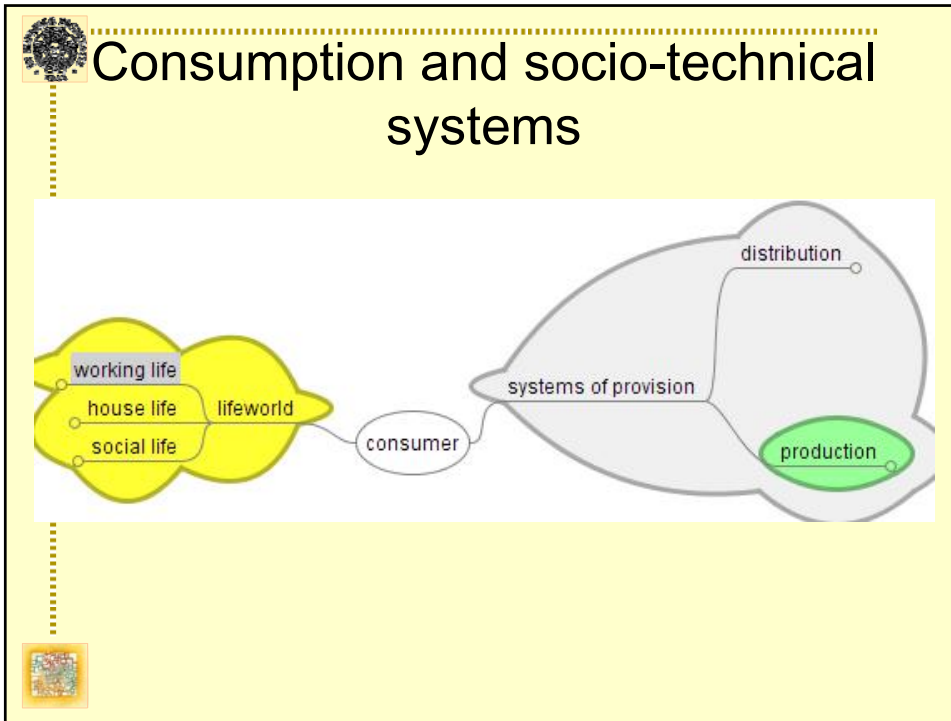 Consumption and socio-technical
systems
distribution
working life
systems of provision
house life
lifeworld
consumer
social life
production